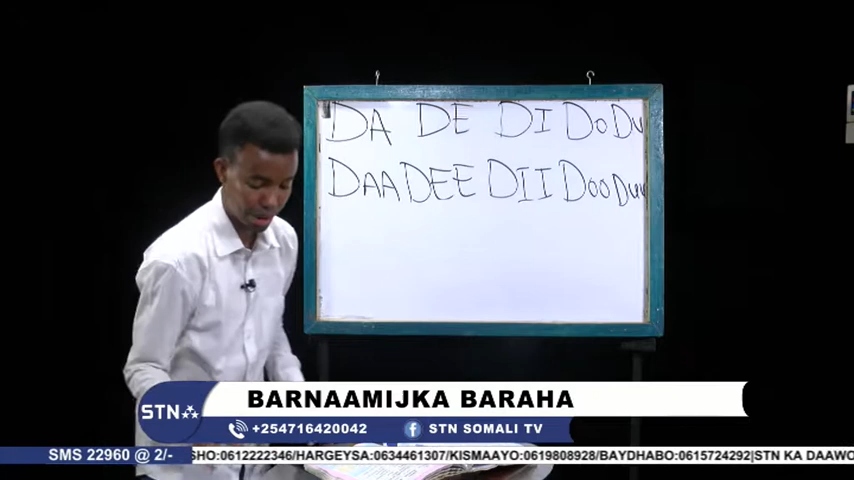 DA DE DI Do Du
DAA DEE DII Doo Duu
BARNAAMIJKA BARAHA
STN
+254716420042 STN SOMALI TV
SMS 22960 @ 2/- SHO:0612222346/HARGEYSA:0634461307/KISMAAYO:0619808928/BAYDHABO:0615724292|STN KA DAAWO